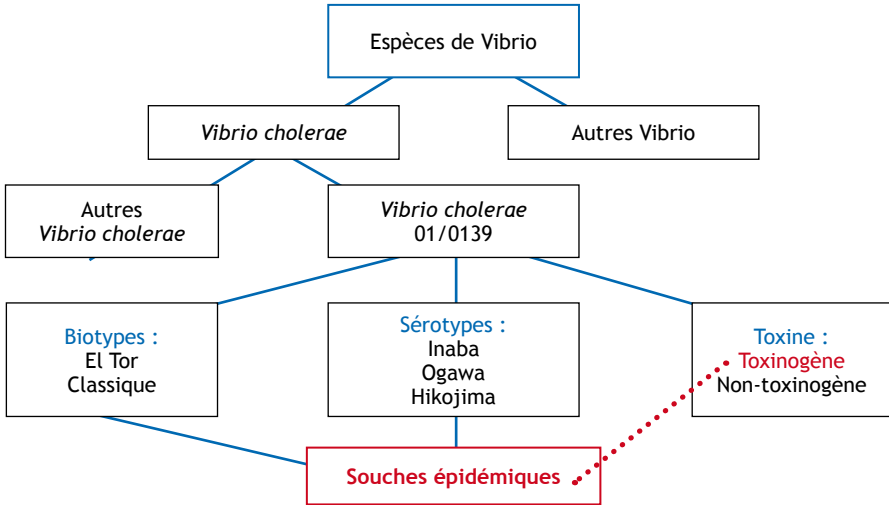 Espèces de Vibrio
Vibrio cholerae
Autres Vibrio
Autres
Vibrio cholerae
Vibrio cholerae
01/0139
Biotypes :
El Tor
Classique
Sérotypes :
Inaba
Ogawa
Hikojima
Toxine :
Toxinogène
Non-toxinogène
Souches épidémiques